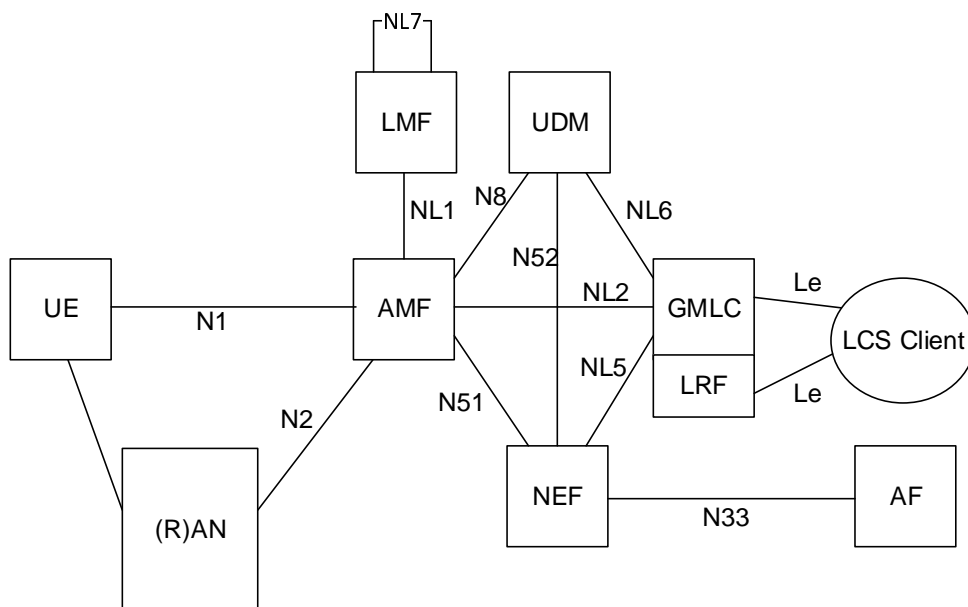 NL7
LMF
UDM
NL1
N8
NL6
N52
UE
N1
AMF
NL2
GMLC
Le
LCS Client
LRF
Le
NL5
N51
N2
(R)AN
NEF
N33
AF